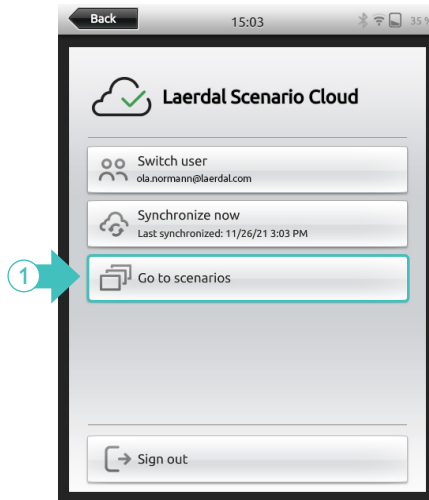 Back
15:03
35 %
Laerdal Scenario Cloud
Switch user
ola.normann@laerdal.com
Synchronize now
Last synchronized: 11/26/21 3:03 PM
1
Go to scenarios
Sign out